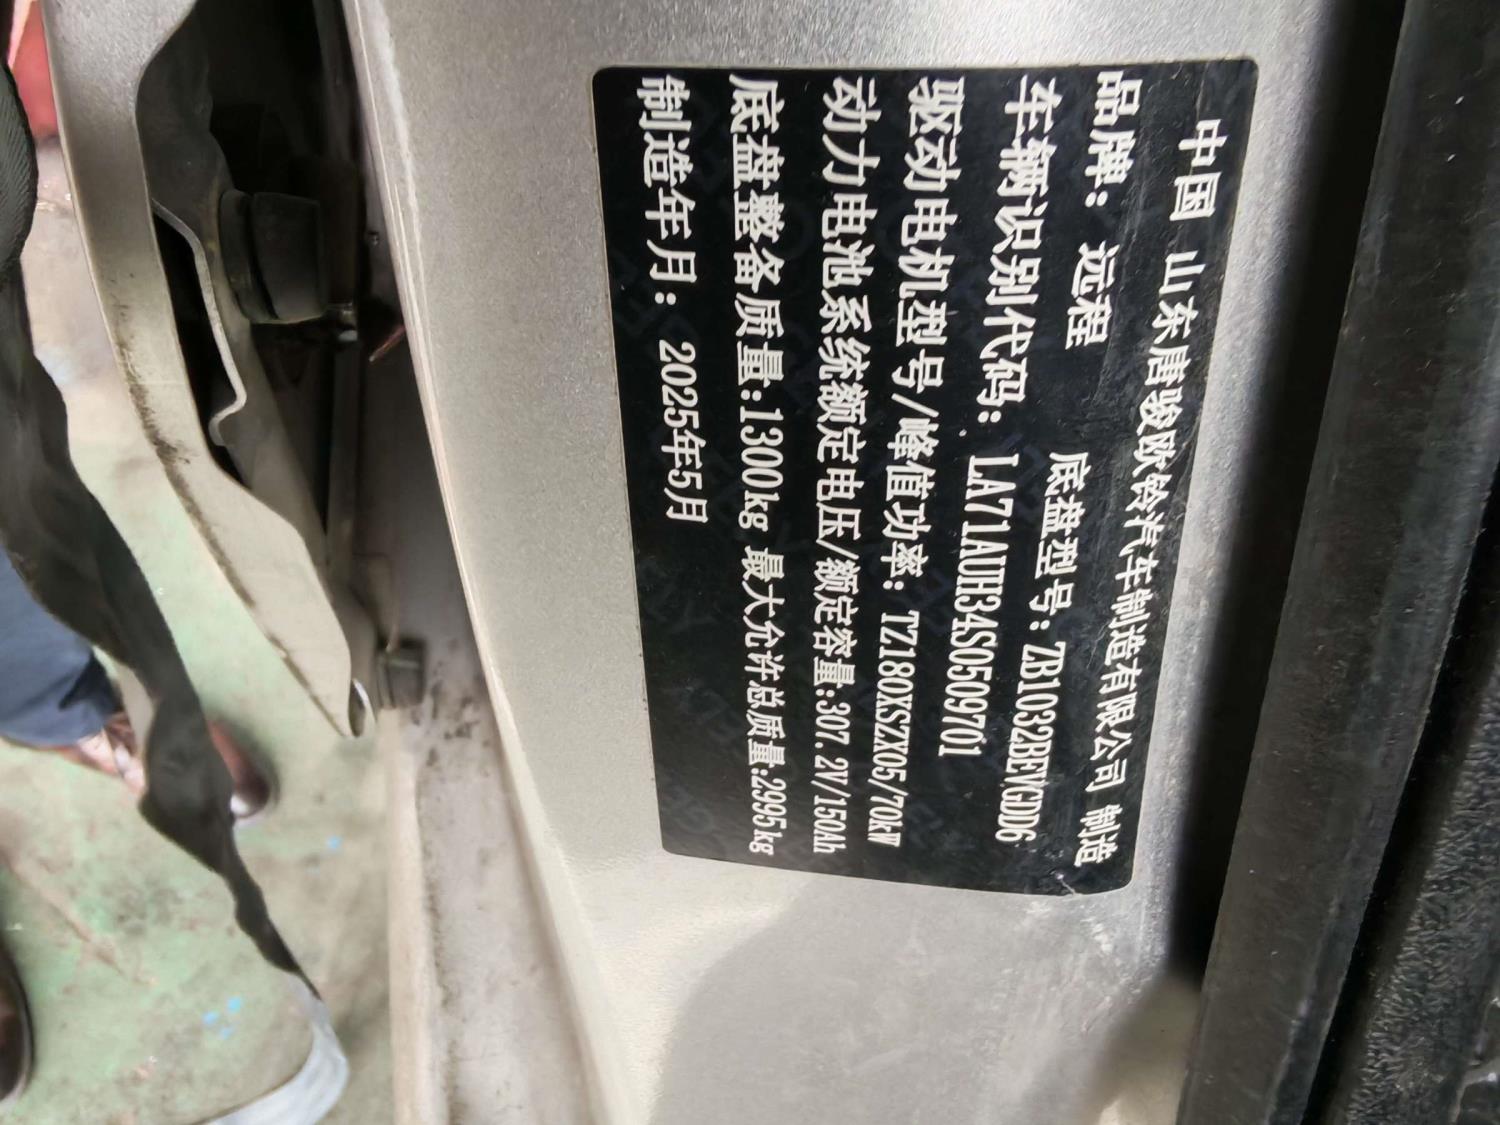 中国 山东唐骏欧铃汽车制造有限公司 制造
品牌: 远程 底盘型号: ZB1032BEVGDD6
车辆识别代码: LA71AUH34S0509701
驱动电机型号/峰值功率: TZ180XSZX05/70kW
动力电池系统额定电压/额定容量:307.2V/150Ah
底盘整备质量:1300kg 最大允许总质量:2995kg
制造年月: 2025年5月